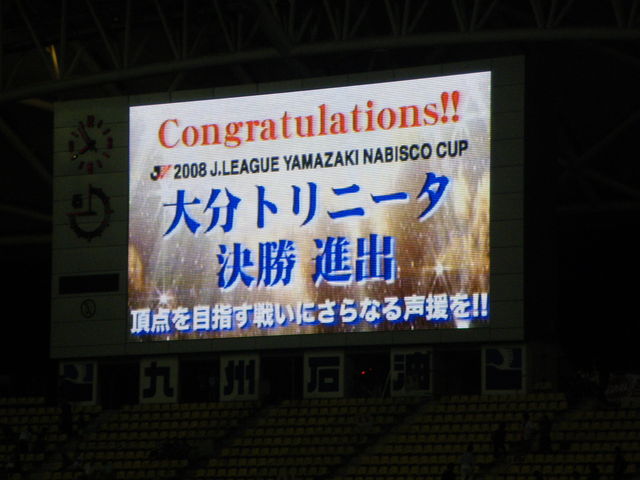 Congratulations!!
2008 J.LEAGUE YAMAZAKI NABISCO CUP
大分トリニータ
決勝 進出
頂点を目指す戦いにさらなる声援を!!
九州石油